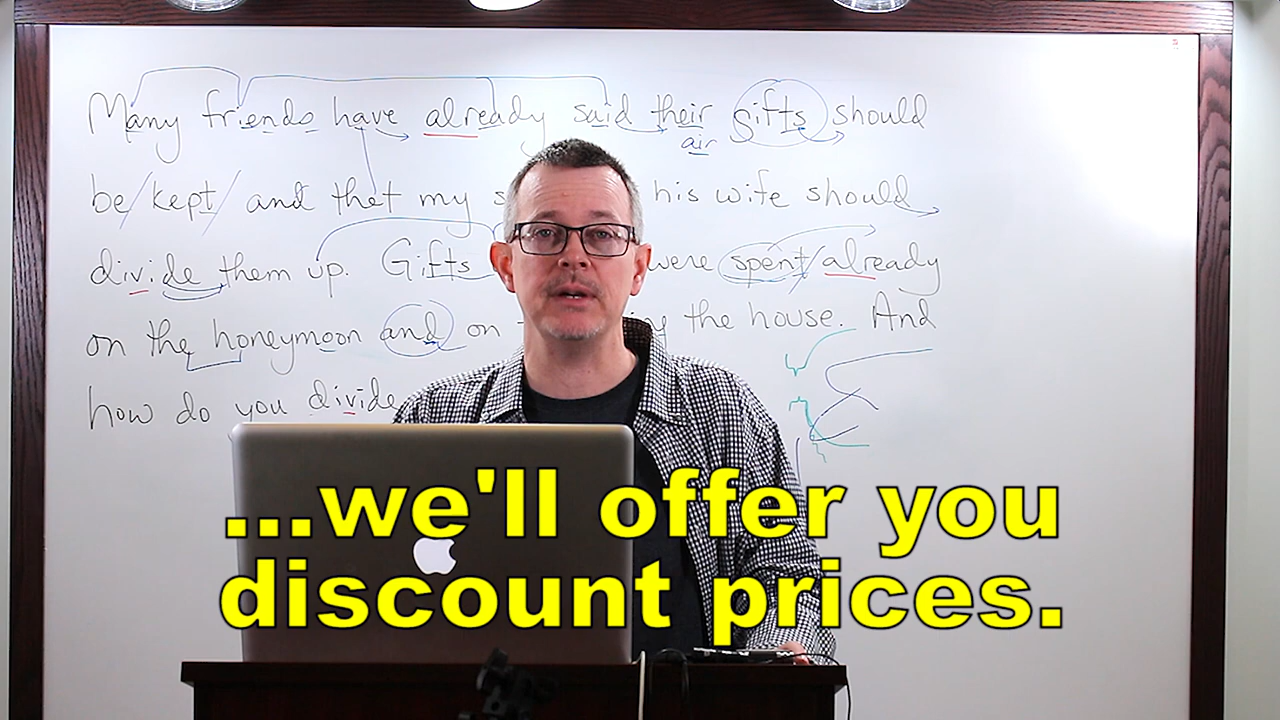 Many friends have already said their gifts should
air
be/kept/ and that my s his wife should
divide them up. Gifts were spent/already
on the honeymoon and on the house. And
how do you divide
...we'll offer you
discount prices.